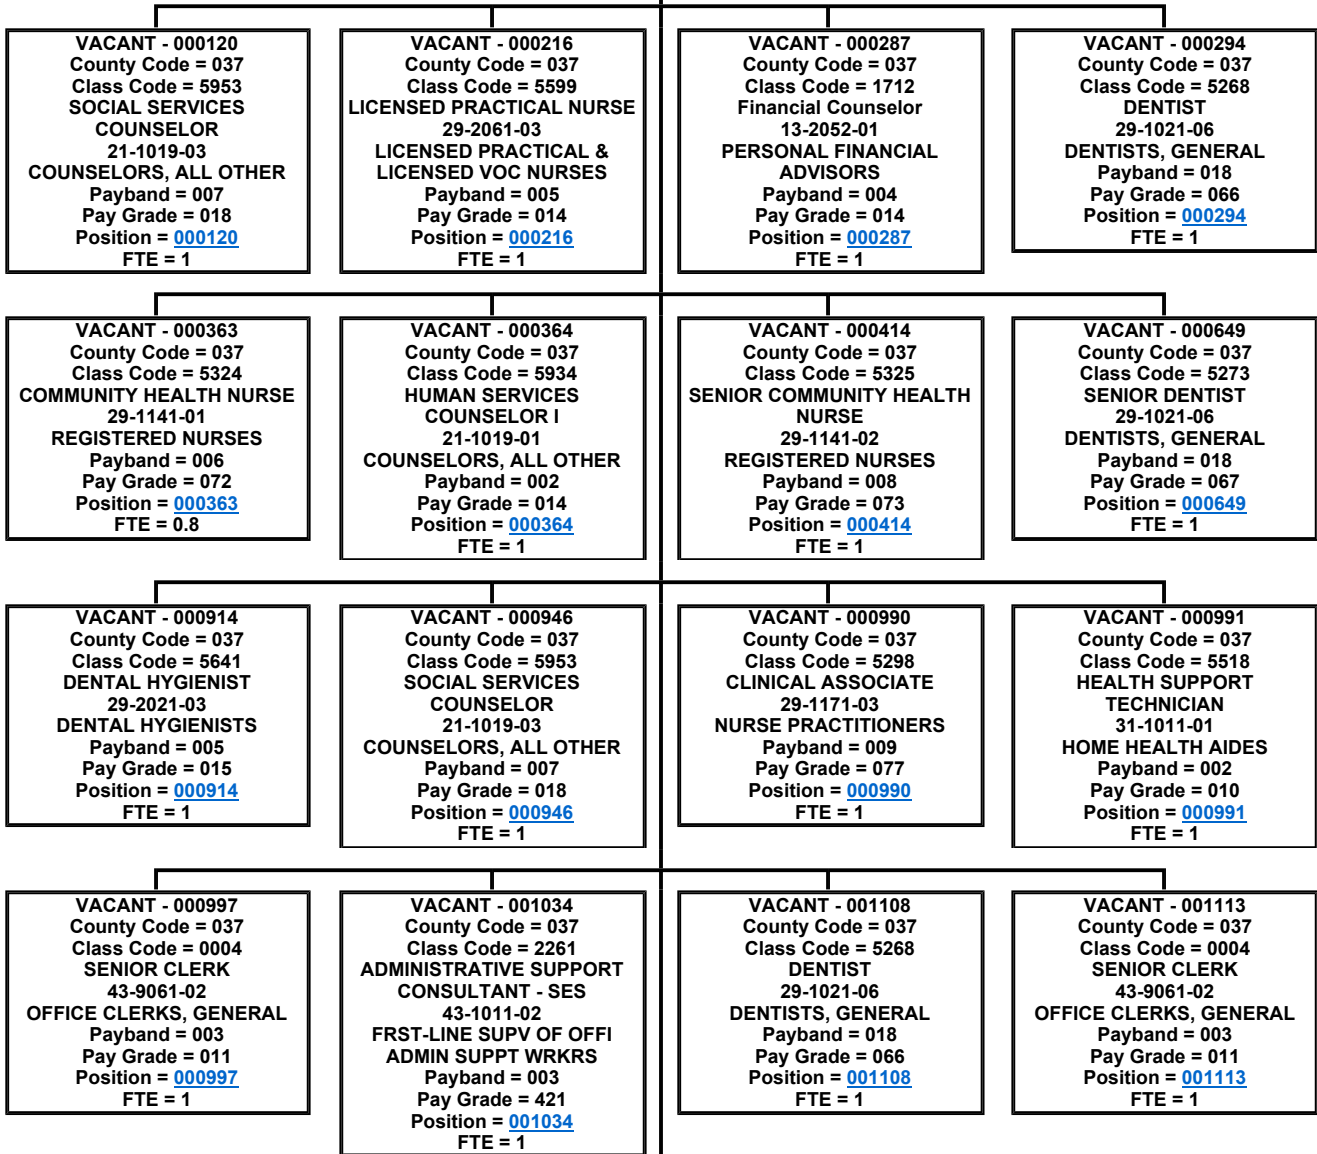 VACANT - 000120
County Code = 037
Class Code = 5953
SOCIAL SERVICES
COUNSELOR
21-1019-03
COUNSELORS, ALL OTHER
Payband = 007
Pay Grade = 018
Position = 000120
FTE = 1
VACANT - 000216
County Code = 037
Class Code = 5599
LICENSED PRACTICAL NURSE
29-2061-03
LICENSED PRACTICAL &
LICENSED VOC NURSES
Payband = 005
Pay Grade = 014
Position = 000216
FTE = 1
VACANT - 000287
County Code = 037
Class Code = 1712
Financial Counselor
13-2052-01
PERSONAL FINANCIAL
ADVISORS
Payband = 004
Pay Grade = 014
Position = 000287
FTE = 1
VACANT - 000294
County Code = 037
Class Code = 5268
DENTIST
29-1021-06
DENTISTS, GENERAL
Payband = 018
Pay Grade = 066
Position = 000294
FTE = 1
VACANT - 000363
County Code = 037
Class Code = 5324
COMMUNITY HEALTH NURSE
29-1141-01
REGISTERED NURSES
Payband = 006
Pay Grade = 072
Position = 000363
FTE = 0.8
VACANT - 000364
County Code = 037
Class Code = 5934
HUMAN SERVICES
COUNSELOR I
21-1019-01
COUNSELORS, ALL OTHER
Payband = 002
Pay Grade = 014
Position = 000364
FTE = 1
VACANT - 000414
County Code = 037
Class Code = 5325
SENIOR COMMUNITY HEALTH
NURSE
29-1141-02
REGISTERED NURSES
Payband = 008
Pay Grade = 073
Position = 000414
FTE = 1
VACANT - 000649
County Code = 037
Class Code = 5273
SENIOR DENTIST
29-1021-06
DENTISTS, GENERAL
Payband = 018
Pay Grade = 067
Position = 000649
FTE = 1
VACANT - 000914
County Code = 037
Class Code = 5641
DENTAL HYGIENIST
29-2021-03
DENTAL HYGIENISTS
Payband = 005
Pay Grade = 015
Position = 000914
FTE = 1
VACANT - 000946
County Code = 037
Class Code = 5953
SOCIAL SERVICES
COUNSELOR
21-1019-03
COUNSELORS, ALL OTHER
Payband = 007
Pay Grade = 018
Position = 000946
FTE = 1
VACANT - 000990
County Code = 037
Class Code = 5298
CLINICAL ASSOCIATE
29-1171-03
NURSE PRACTITIONERS
Payband = 009
Pay Grade = 077
Position = 000990
FTE = 1
VACANT - 000991
County Code = 037
Class Code = 5518
HEALTH SUPPORT
TECHNICIAN
31-1011-01
HOME HEALTH AIDES
Payband = 002
Pay Grade = 010
Position = 000991
FTE = 1
VACANT - 000997
County Code = 037
Class Code = 0004
SENIOR CLERK
43-9061-02
OFFICE CLERKS, GENERAL
Payband = 003
Pay Grade = 011
Position = 000997
FTE = 1
VACANT - 001034
County Code = 037
Class Code = 2261
ADMINISTRATIVE SUPPORT
CONSULTANT - SES
43-1011-02
FRST-LINE SUPV OF OFFI
ADMIN SUPPT WRKRS
Payband = 003
Pay Grade = 421
Position = 001034
FTE = 1
VACANT - 001108
County Code = 037
Class Code = 5268
DENTIST
29-1021-06
DENTISTS, GENERAL
Payband = 018
Pay Grade = 066
Position = 001108
FTE = 1
VACANT - 001113
County Code = 037
Class Code = 0004
SENIOR CLERK
43-9061-02
OFFICE CLERKS, GENERAL
Payband = 003
Pay Grade = 011
Position = 001113
FTE = 1